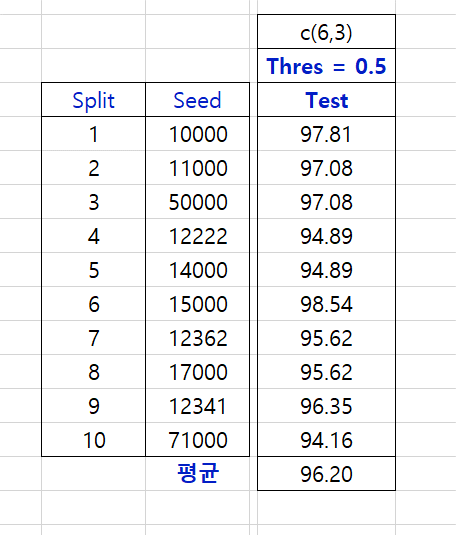 c(6,3)
Thres = 0.5
Split Seed Test
1 10000 97.81
2 11000 97.08
3 50000 97.08
4 12222 94.89
5 14000 94.89
6 15000 98.54
7 12362 95.62
8 17000 95.62
9 12341 96.35
10 71000 94.16
평균 96.20